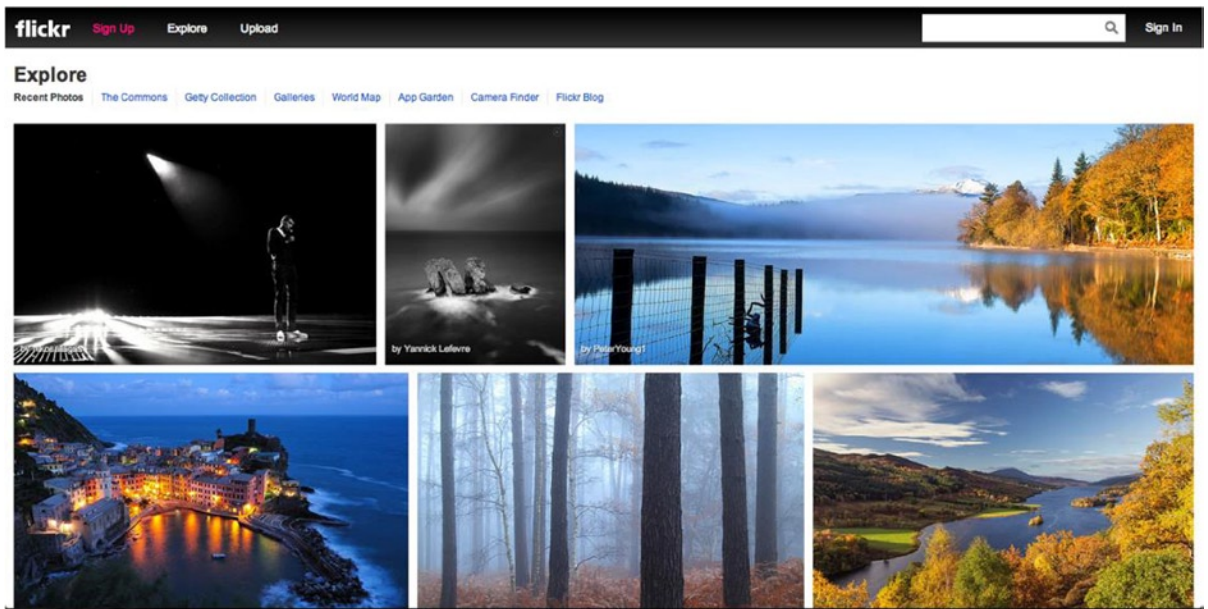 flickr Sign Up Explore Upload Sign In
Explore
Recent Photos The Commons Getty Collection Galleries World Map App Garden Camera Finder Flickr Blog
by Yannick Lefevre
by PeterYoung1